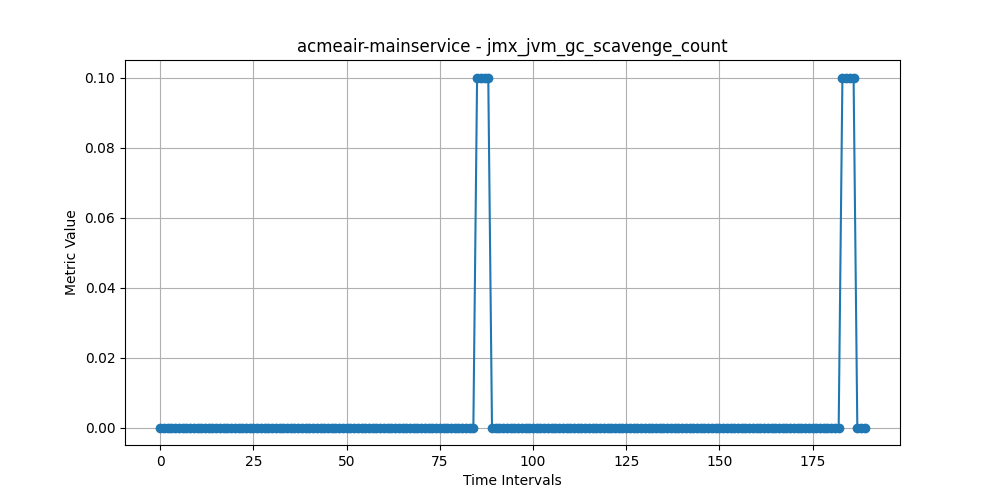 acmeair-mainservice - jmx_jvm_gc_scavenge_count
0.10
0.08
0.06
0.04
0.02
0.00
Metric Value
0 25 50 75 100 125 150 175
Time Intervals